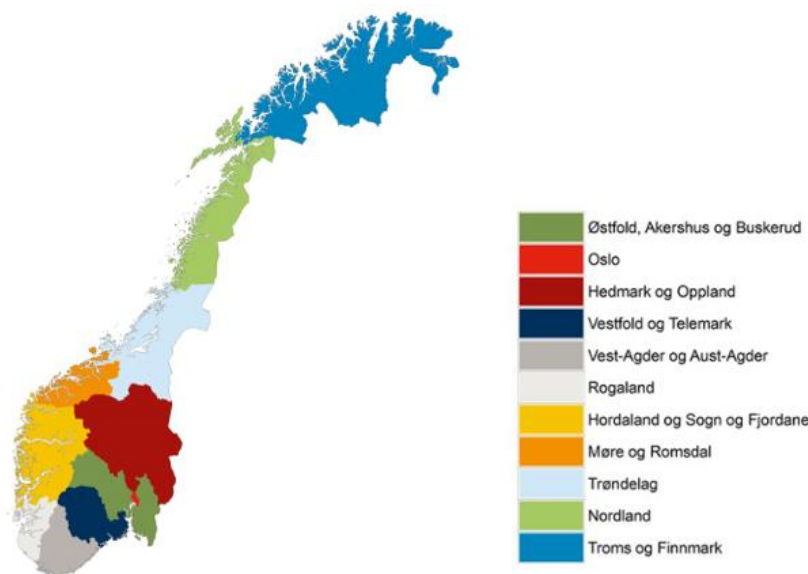 Østfold, Akershus og Buskerud
Oslo
Hedmark og Oppland
Vestfold og Telemark
Vest-Agder og Aust-Agder
Rogaland
Hordaland og Sogn og Fjordane
Møre og Romsdal
Trøndelag
Nordland
Troms og Finnmark